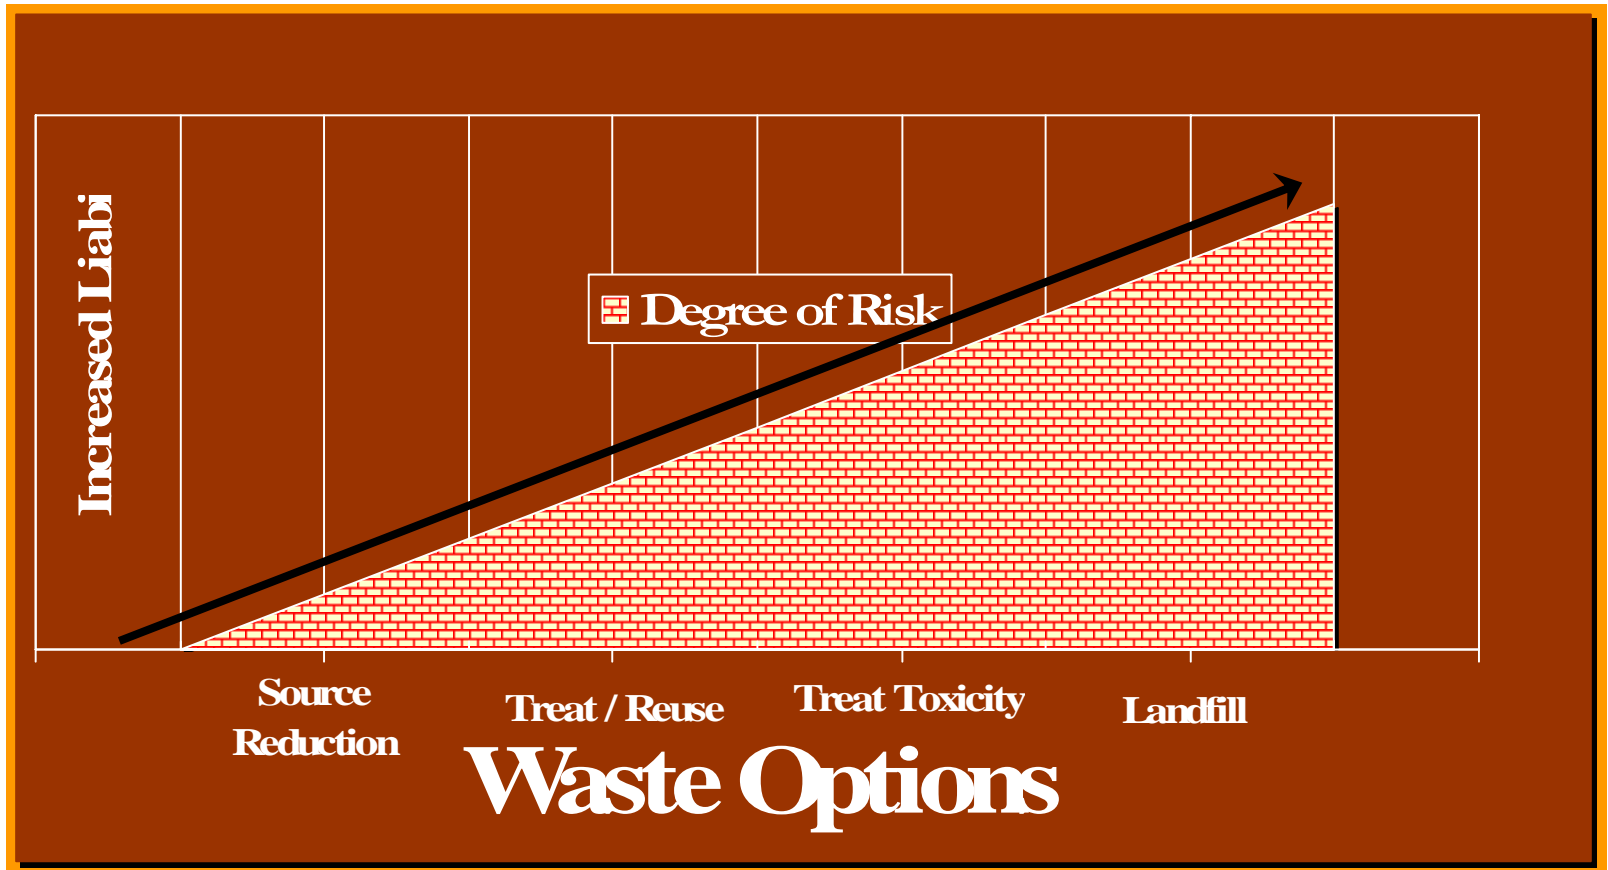 Increased Liabi
Degree of Risk
Source
Reduction
Treat / Reuse
Treat Toxicity
Landfill
Waste Options